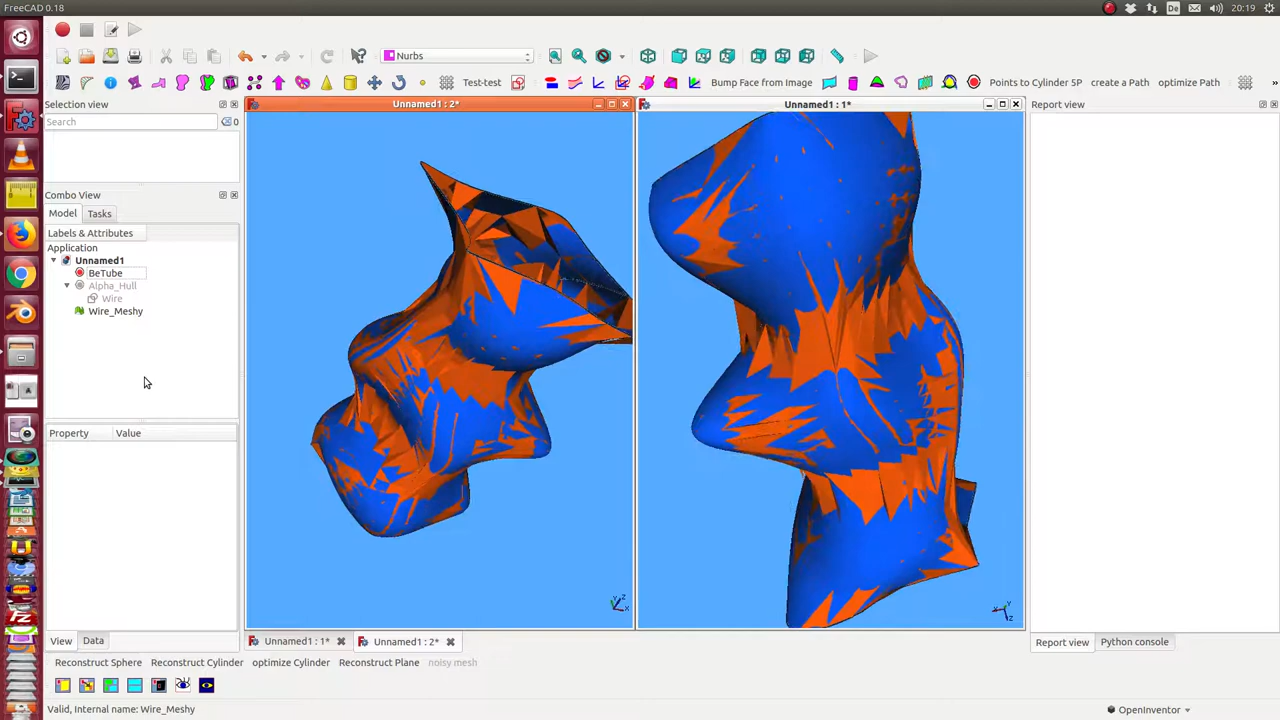 FreeCAD 0.18
De
20:19
Nurbs
Test-test
Bump Face from Image
Points to Cylinder 5P
create a Path
optimize Path
»
Selection view
Unnamed1 : 2*
Unnamed1 : 1*
Report view
Search
0
Combo View
Model
Tasks
Labels & Attributes
Application
Unnamed1
BeTube
Alpha_Hull
Wire
Wire_Meshy
Property
Value
View
Data
Unnamed1 : 1*
Unnamed1 : 2*
Report view
Python console
Reconstruct Sphere
Reconstruct Cylinder
optimize Cylinder
Reconstruct Plane
noisy mesh
Valid, Internal name: Wire_Meshy
OpenInventor